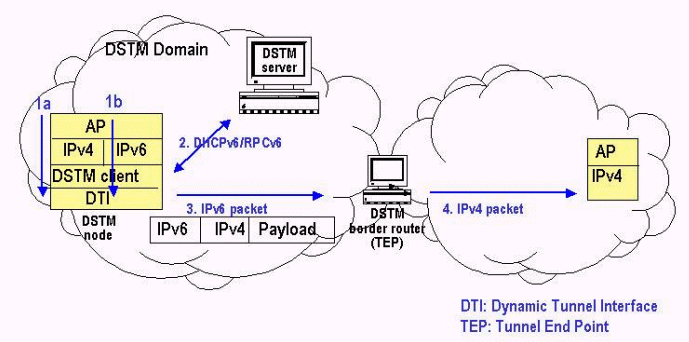 DSTM Domain
DSTM
server
1a
1b
AP
IPv4 IPv6
DSTM client
DTI
DSTM
node
2. DHCPv6/RPCv6
3. IPv6 packet
IPv6 IPv4 Payload
DSTM
border router
(TEP)
4. IPv4 packet
AP
IPv4
DTI: Dynamic Tunnel Interface
TEP: Tunnel End Point